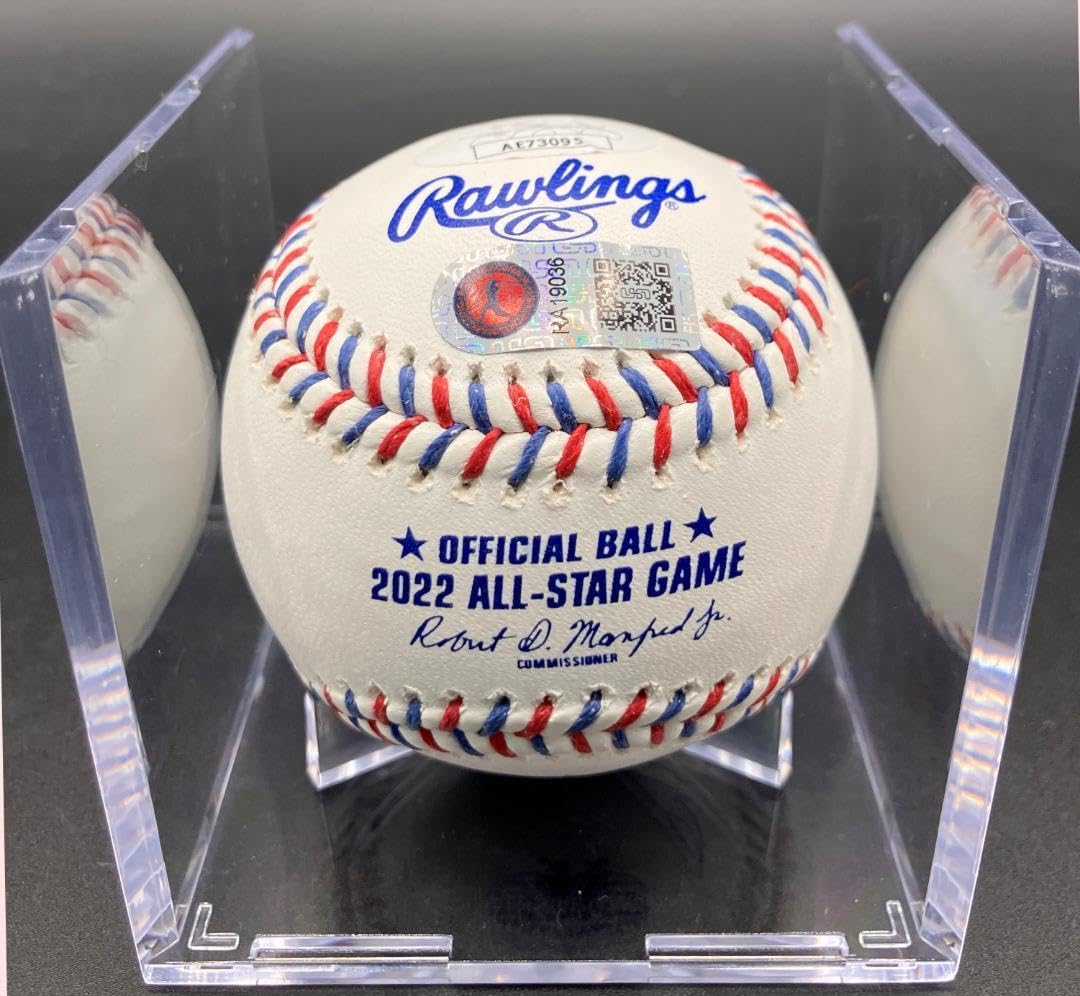 AE73095
Rawlings®
R
RA19036
★ OFFICIAL BALL ★
2022 ALL-STAR GAME
Robert D. Manfred Jr.
COMMISSIONER